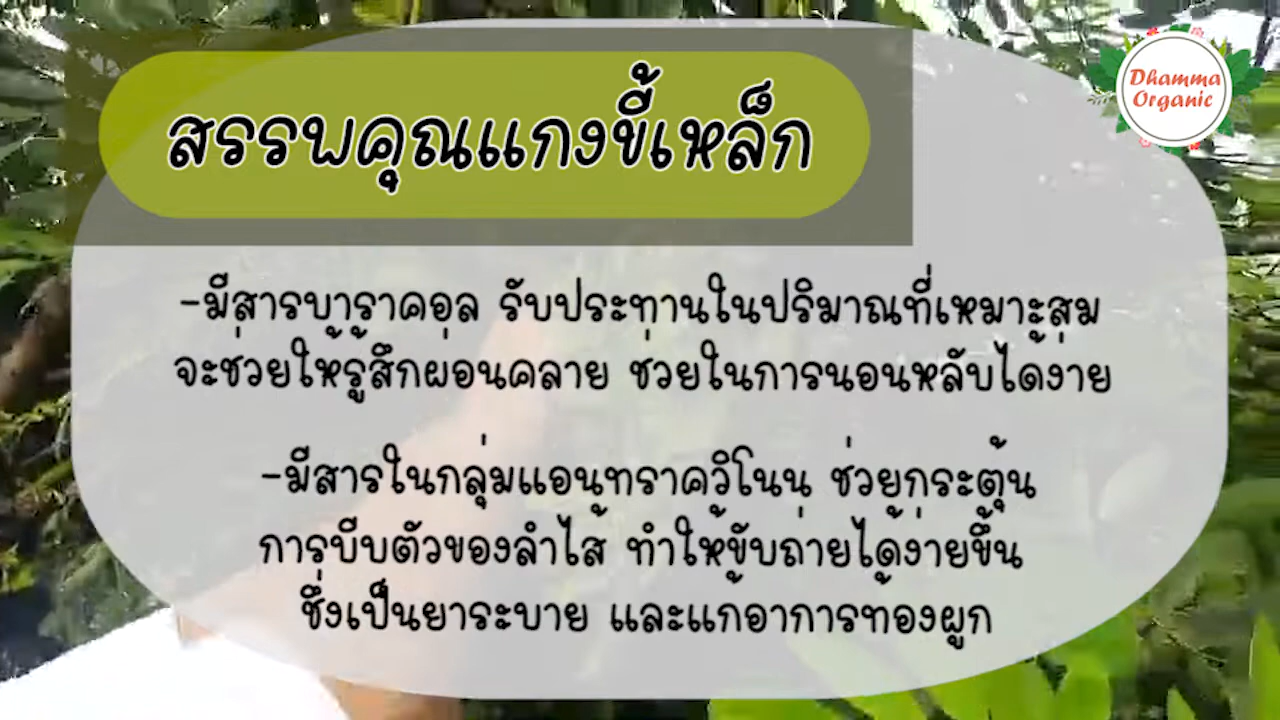 สรรพคุณแกงขี้เหล็ก
Dhamma
Organic
-มีสารบาราคอล รับประทานในปริมาณที่เหมาะสม
จะช่วยให้รู้สึกผ่อนคลาย ช่วยในการนอนหลับได้ง่าย
-มีสารในกลุ่มแอนทราควิโนน ช่วยกระตุ้น
การบีบตัวของลำไส้ ทำให้ขับถ่ายได้ง่ายขึ้น
ซึ่งเป็นยาระบาย และแก้อาการท้องผูก